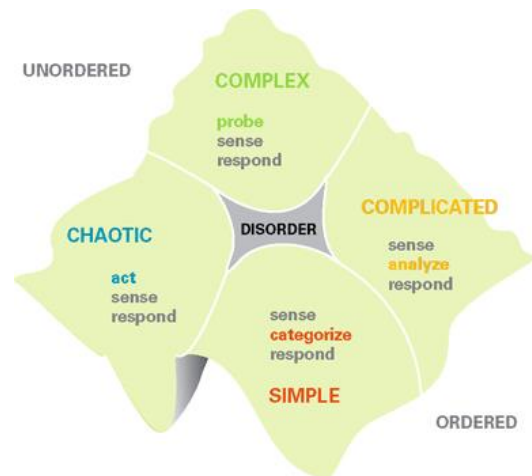 UNORDERED
COMPLEX
probe
sense
respond
COMPLICATED
sense
analyze
respond
DISORDER
CHAOTIC
act
sense
respond
sense
categorize
respond
SIMPLE
ORDERED